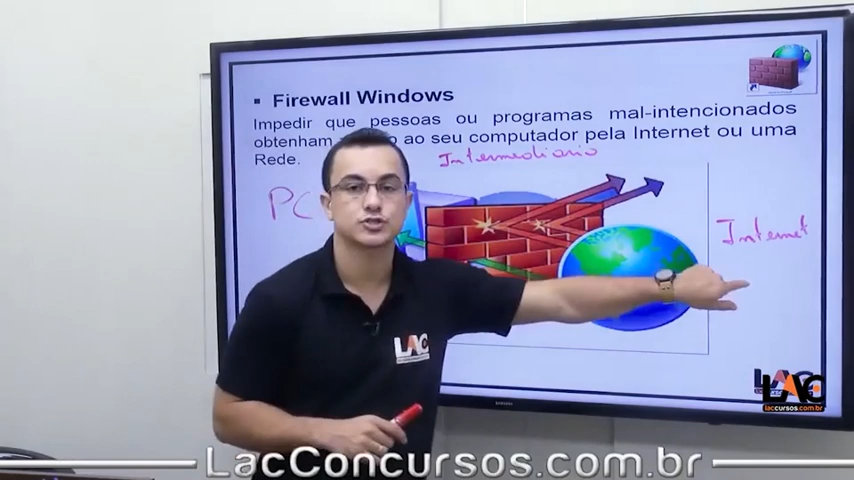 ▪ Firewall Windows
Impedir que pessoas ou programas mal-intencionados
obtenham ao seu computador pela Internet ou uma
Rede.
Intermediario
PC
Internet
LAC
LAC
laccursos.com.br
LacConcursos.com.br